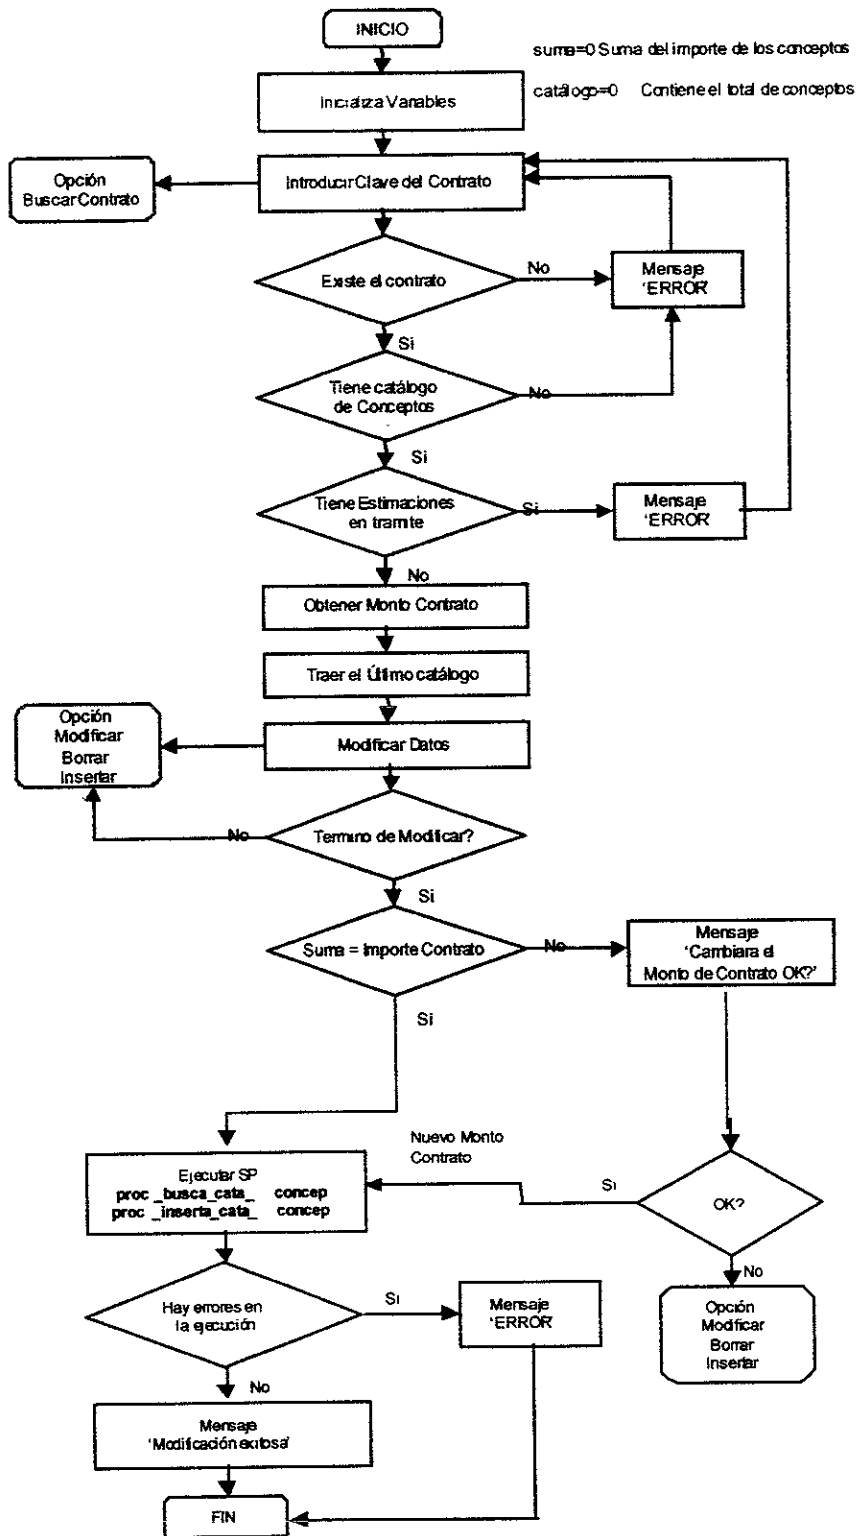 INICIO
suma=0 Suma del importe de los conceptos
Inicializa Variables
catálogo=0 Contiene el total de conceptos
Opción
Buscar Contrato
Introducir Clave del Contrato
Existe el contrato
No
Mensaje
'ERROR'
Si
Tiene catálogo
de Conceptos
No
Si
Tiene Estimaciones
en tramite
Si
Mensaje
'ERROR'
No
Obtener Monto Contrato
Traer el Último catálogo
Opción
Modificar
Borrar
Insertar
Modificar Datos
No
Termino de Modificar?
Si
Suma = Importe Contrato
No
Mensaje
'Cambiara el
Monto de Contrato OK?'
Si
Nuevo Monto
Contrato
Ejecutar SP
proc _busca_cata_ concep
proc _inserta_cata_ concep
Si
OK?
No
Hay errores en
la ejecución
Si
Mensaje
'ERROR'
Opción
Modificar
Borrar
Insertar
No
Mensaje
'Modificación exitosa'
FIN